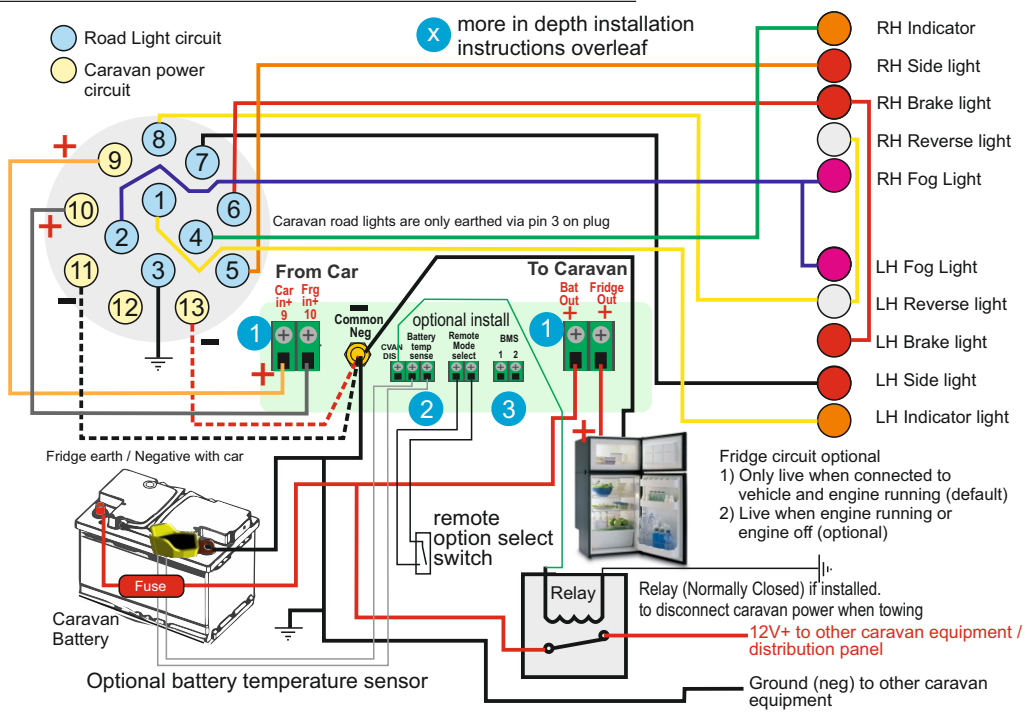 Road Light circuit
Caravan power
circuit
x
more in depth installation
instructions overleaf
RH Indicator
RH Side light
RH Brake light
RH Reverse light
RH Fog Light
LH Fog Light
LH Reverse light
LH Brake light
LH Side light
LH Indicator light
+
8
9
7
1
10
+
6
2
4
Caravan road lights are only earthed via pin 3 on plug
11
3
5
12
13
From Car
To Caravan
Car
in+
9
Frg
in+
10
Common
Neg
optional install
Bat
Out
+
Fridge
Out
+
1
CVAN
DIS
Battery
temp
sense
Remote
Mode
select
BMS
1 2
1
+
2
3
+
Fridge earth / Negative with car
Fridge circuit optional
1) Only live when connected to
vehicle and engine running (default)
2) Live when engine running or
engine off (optional)
remote
option select
switch
Fuse
Caravan
Battery
Relay
Relay (Normally Closed) if installed.
to disconnect caravan power when towing
12V+ to other caravan equipment /
distribution panel
Optional battery temperature sensor
Ground (neg) to other caravan
equipment